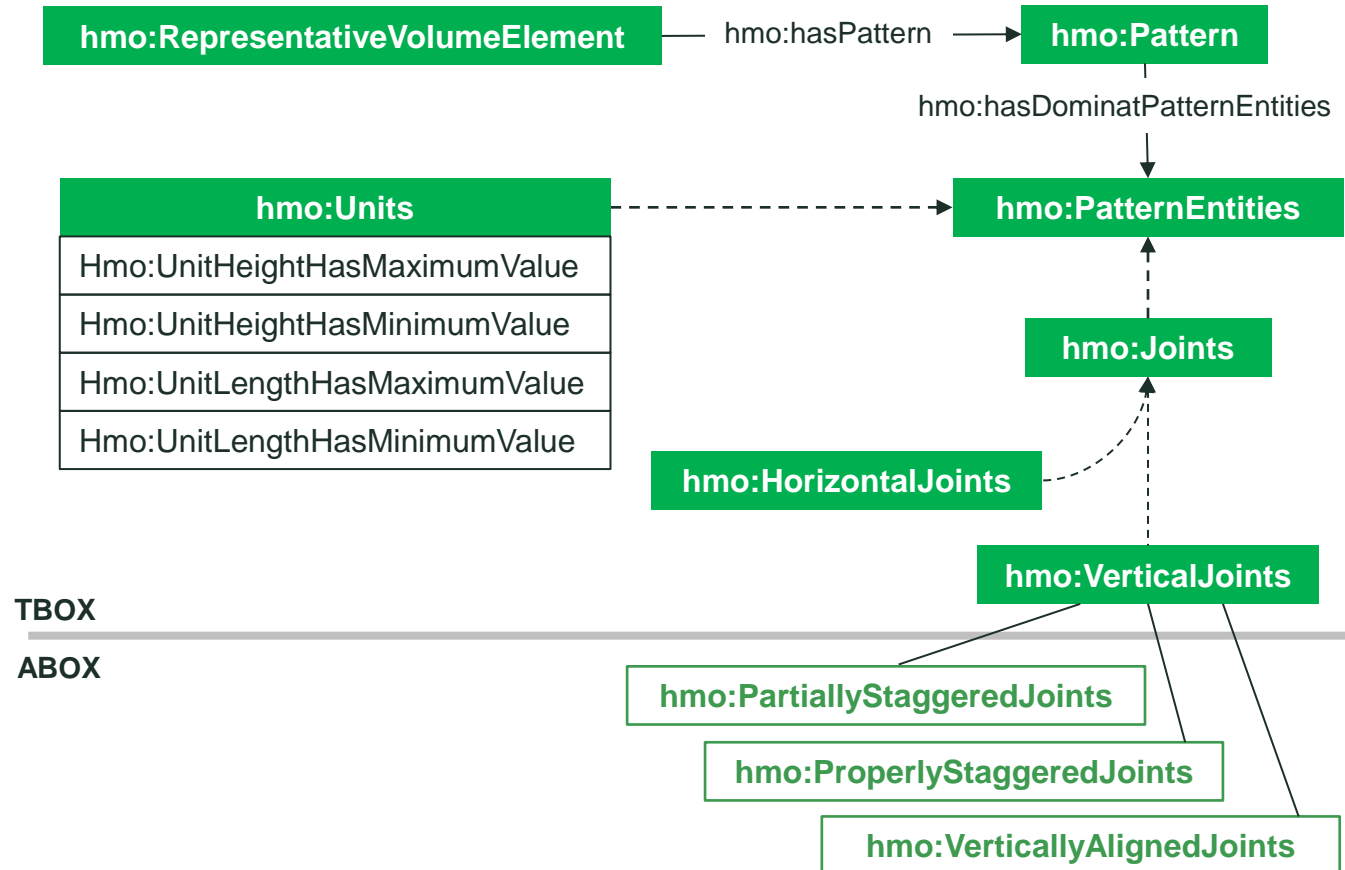 hmo:RepresentativeVolumeElement
hmo:hasPattern
hmo:Pattern
hmo:hasDominatPatternEntities
hmo:Units
hmo:PatternEntities
Hmo:UnitHeightHasMaximumValue
Hmo:UnitHeightHasMinimumValue
hmo:Joints
Hmo:UnitLengthHasMaximumValue
Hmo:UnitLengthHasMinimumValue
hmo:HorizontalJoints
hmo:VerticalJoints
TBOX
ABOX
hmo:PartiallyStaggeredJoints
hmo:ProperlyStaggeredJoints
hmo:VerticallyAlignedJoints